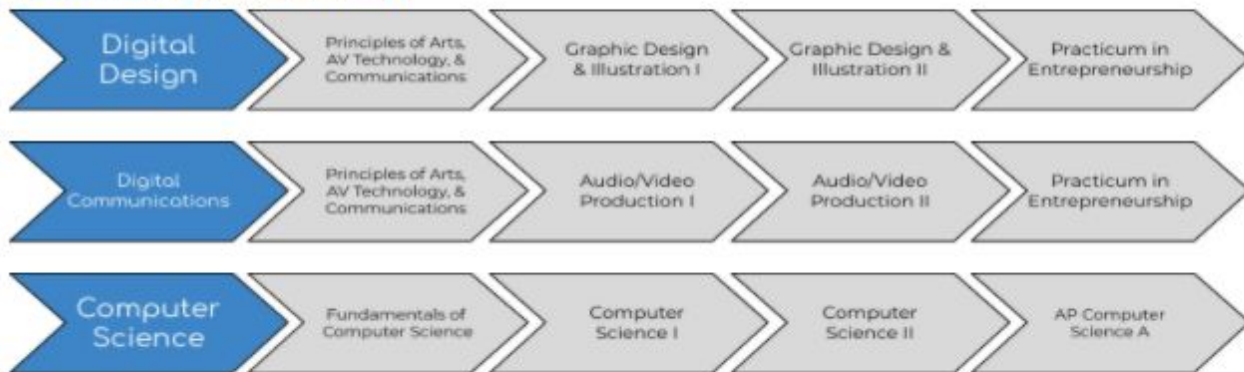 Digital
Design
Principles of Arts,
AV Technology, &
Communications
Graphic Design
& Illustration I
Graphic Design &
Illustration II
Practicum in
Entrepreneurship
Digital
Communications
Principles of Arts,
AV Technology, &
Communications
Audio/Video
Production I
Audio/Video
Production II
Practicum in
Entrepreneurship
Computer
Science
Fundamentals of
Computer Science
Computer
Science I
Computer
Science II
AP Computer
Science A